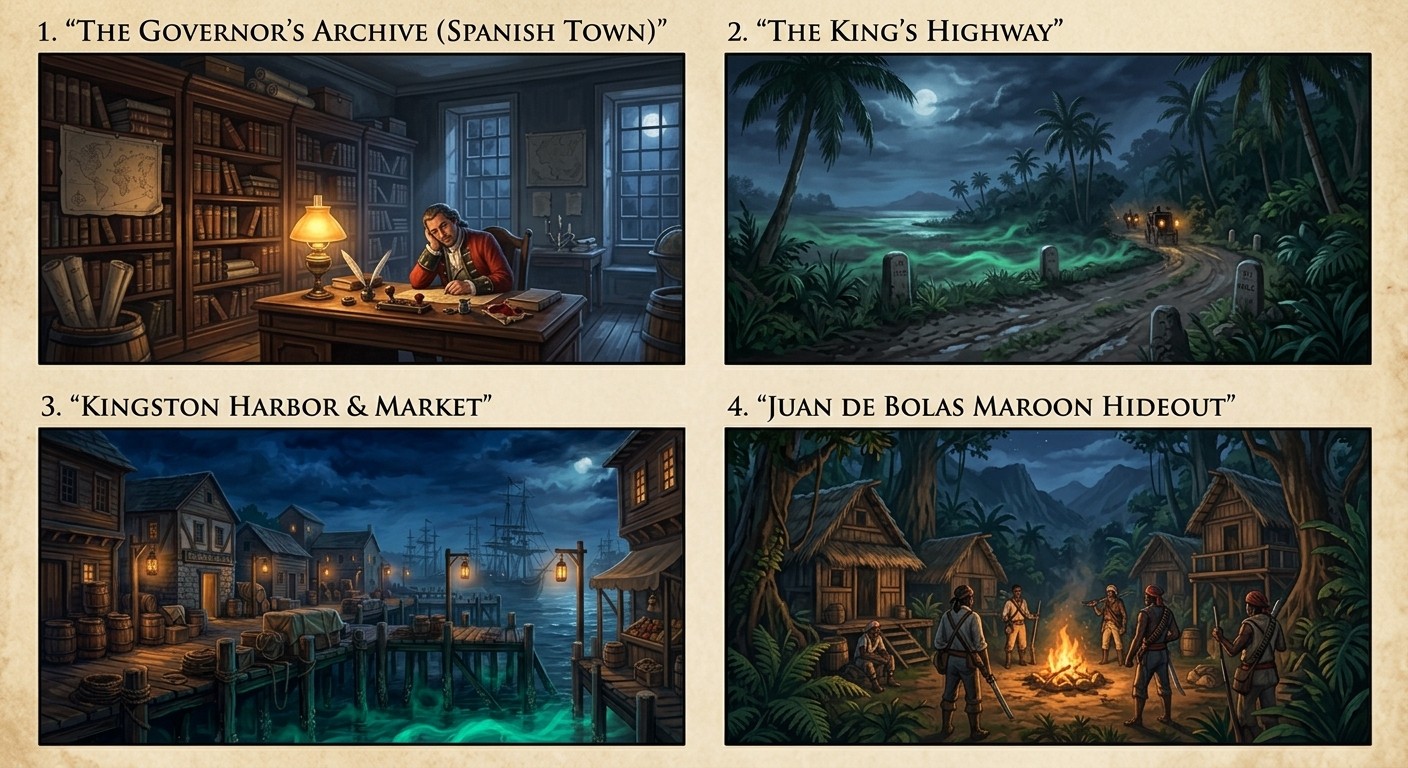 1. “The Governor’s Archive (Spanish Town)”
2. “The King’s Highway”
3. “Kingston Harbor & Market”
4. “Juan de Bolas Maroon Hideout”